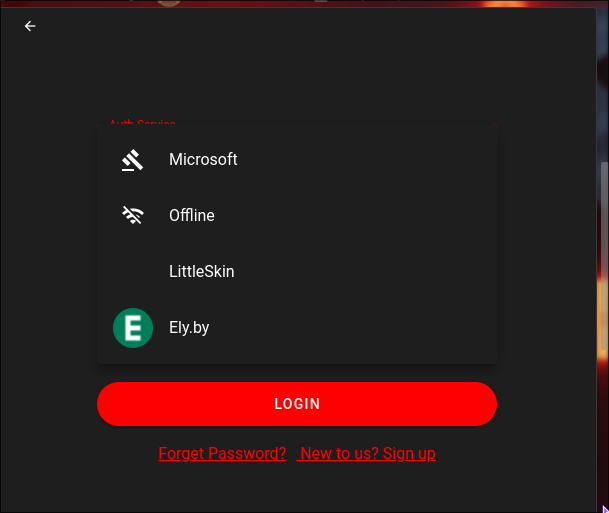 Auth Service
Microsoft
Offline
LittleSkin
E Ely.by
LOGIN
Forget Password? New to us? Sign up